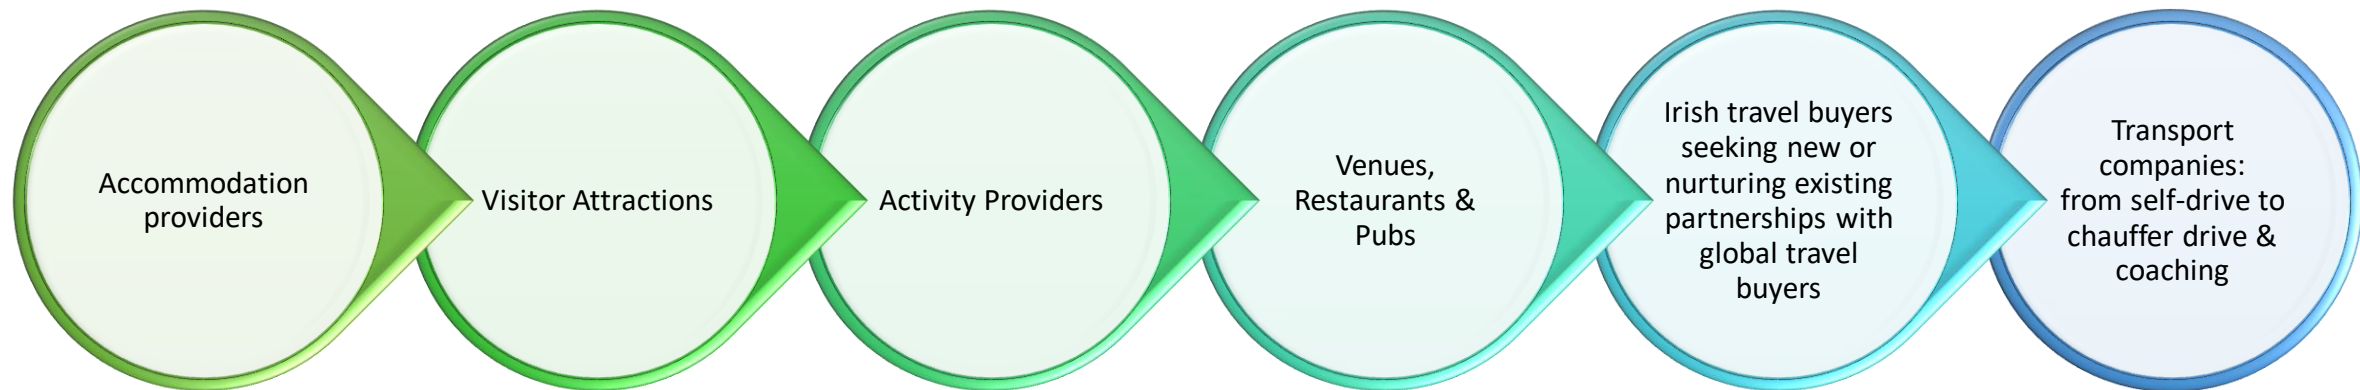 Accommodation
providers
Visitor Attractions
Activity Providers
Venues,
Restaurants &
Pubs
Irish travel buyers
seeking new or
nurturing existing
partnerships with
global travel
buyers
Transport
companies:
from self-drive to
chauffer drive &
coaching